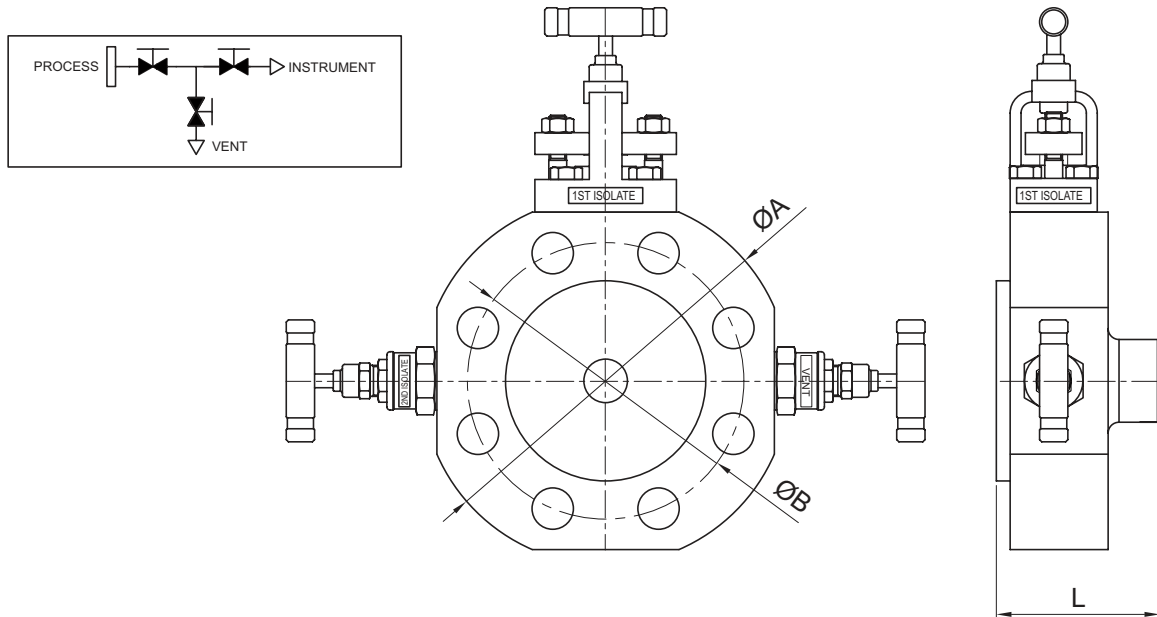 PROCESS
INSTRUMENT
VENT
1ST ISOLATE
1ST ISOLATE
ØA
2ND ISOLATE
VENT
ØB
L